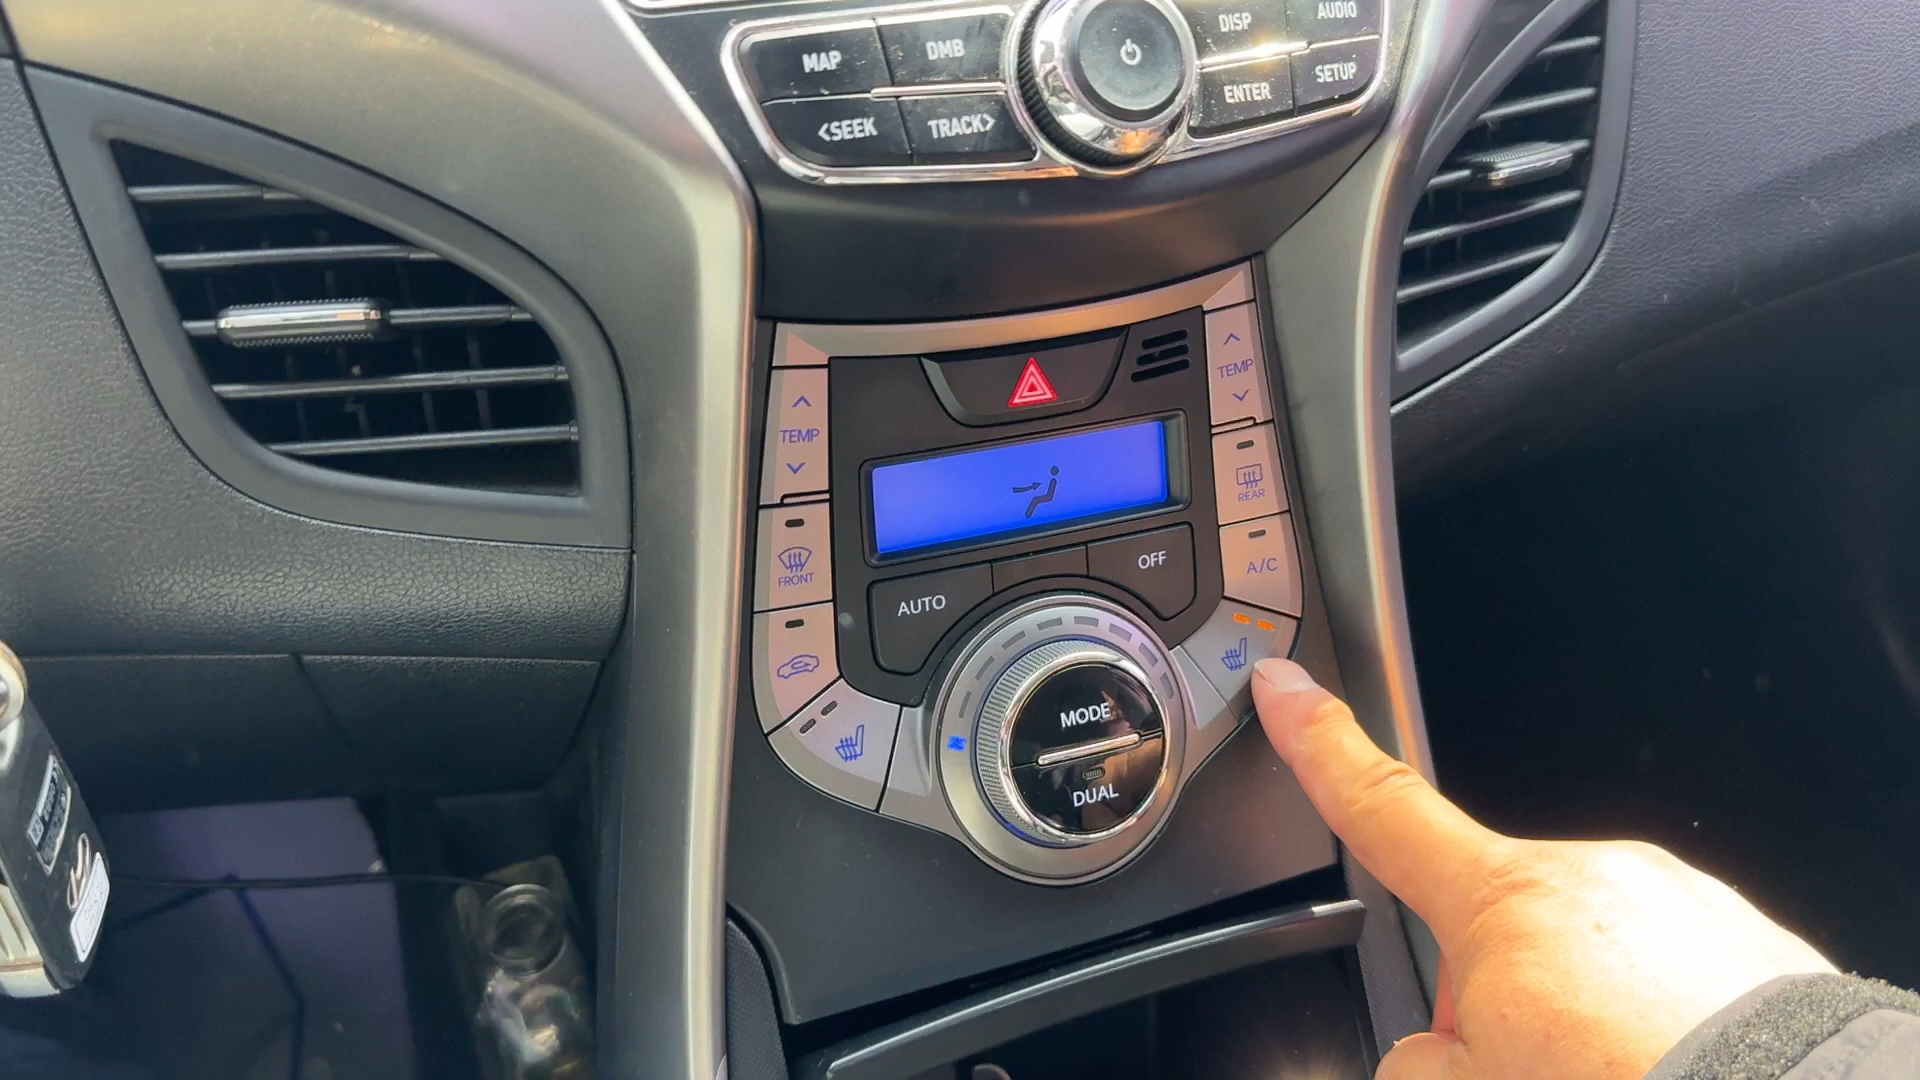 MAP
DMB
<SEEK
TRACK>
DISP
AUDIO
ENTER
SETUP
TEMP
TEMP
REAR
FRONT
A/C
AUTO
OFF
MODE
DUAL